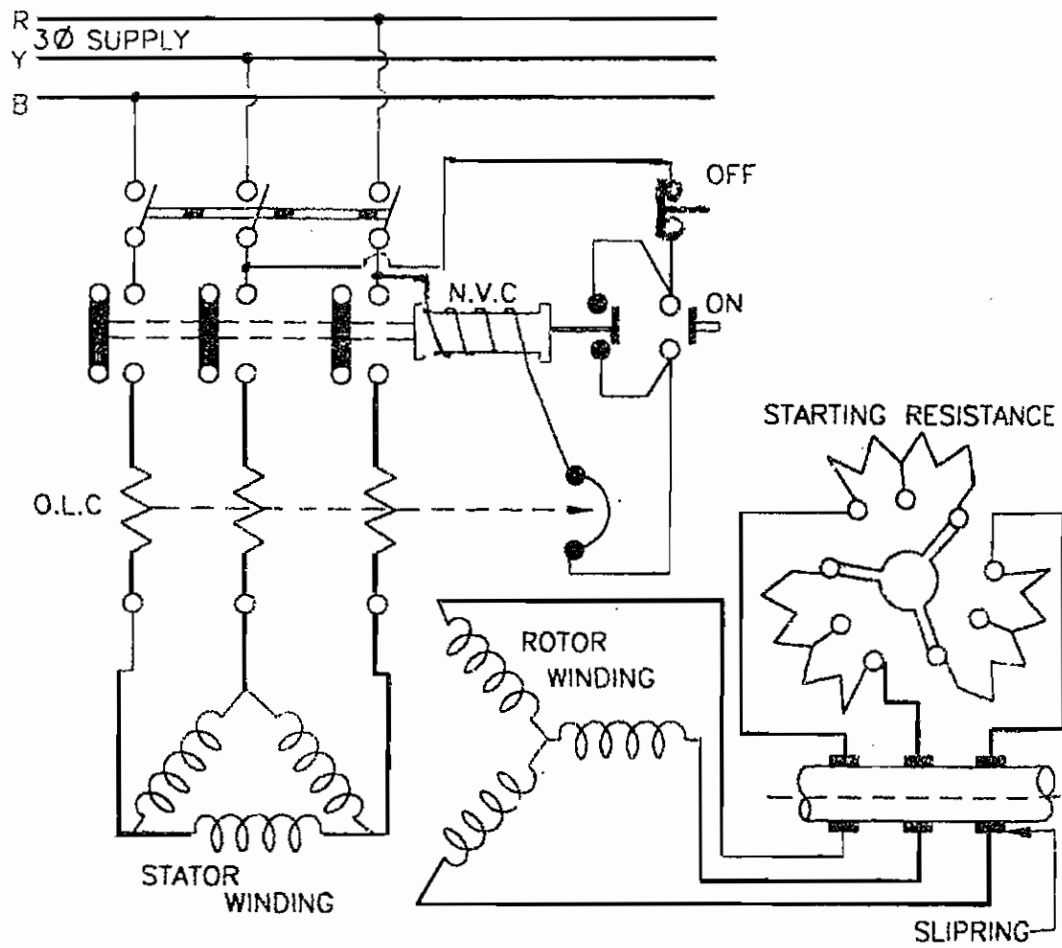 R
3Ø SUPPLY
Y
B
OFF
N.V.C
ON
STARTING RESISTANCE
O.L.C
ROTOR
WINDING
STATOR
WINDING
SLIPRING